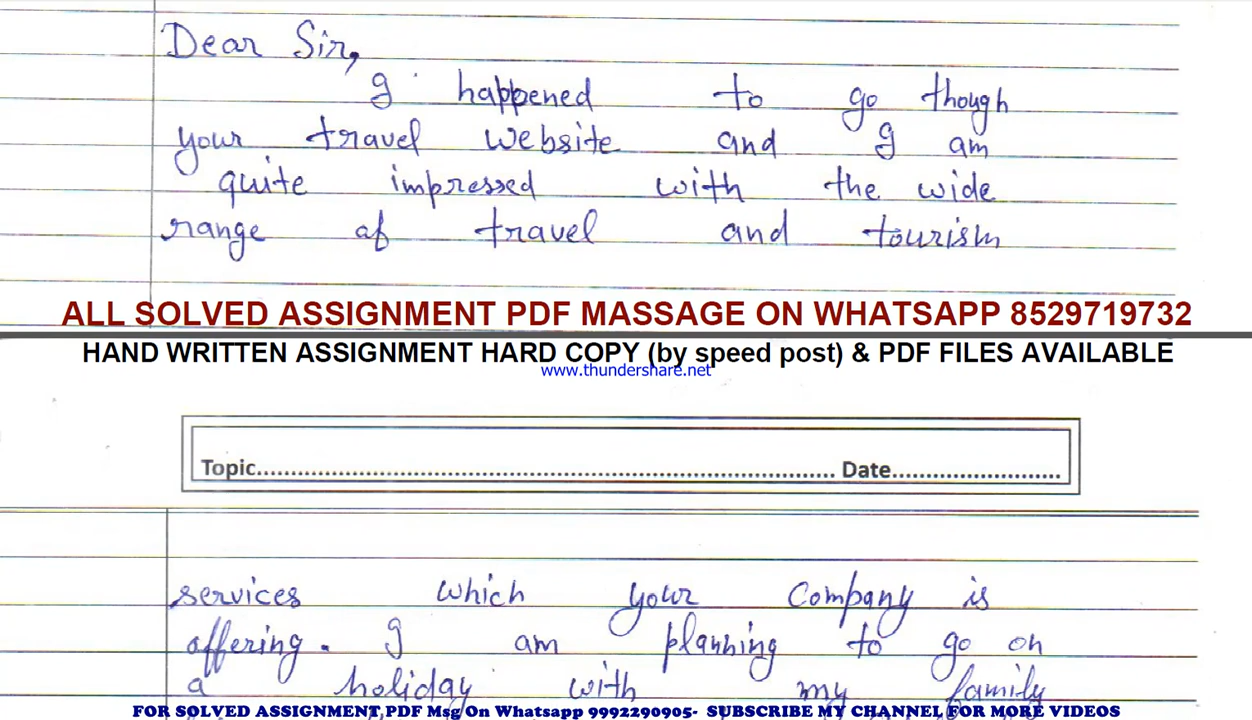 Dear Sir,
I happened to go though
your travel website and I am
quite impressed with the wide
range of travel and tourism
ALL SOLVED ASSIGNMENT PDF MASSAGE ON WHATSAPP 8529719732
HAND WRITTEN ASSIGNMENT HARD COPY (by speed post) & PDF FILES AVAILABLE
www.thundershare.net
Topic.................................................................................... Date.........................
services which your Company is
offering. I am planning to go on
a holiday with my family
FOR SOLVED ASSIGNMENT PDF Msg On Whatsapp 9992290905- SUBSCRIBE MY CHANNEL FOR MORE VIDEOS